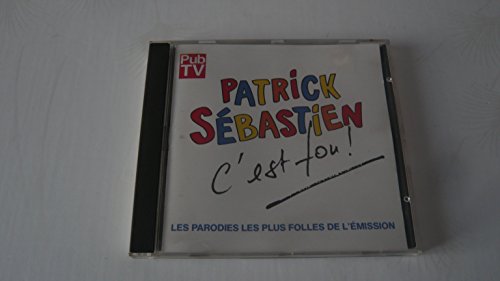 Pub
TV
PATRiCK
SÉBASTiEN
C'est fou!
LES PARODIES LES PLUS FOLLES DE L'ÉMISSION